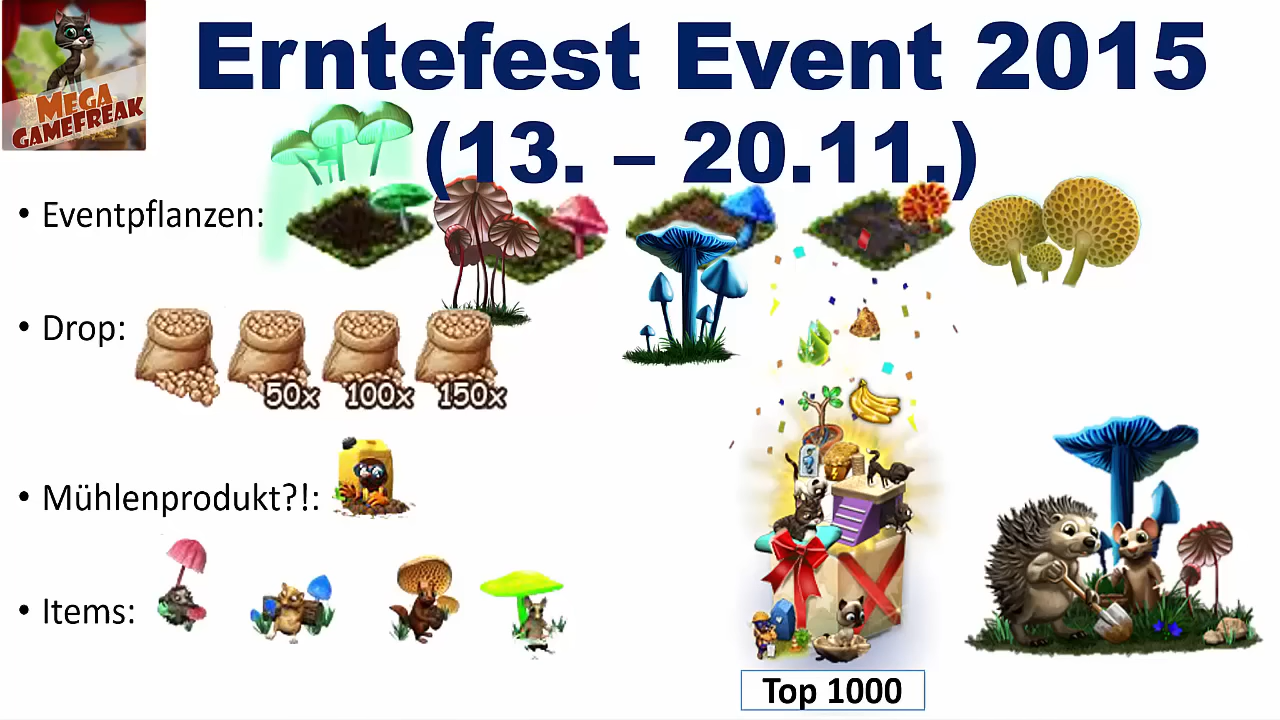 MEGA
GAMEFREAK
Erntefest Event 2015
(13. – 20.11.)
• Eventpflanzen:
• Drop:
50x 100x 150x
• Mühlenprodukt?!:
• Items:
Top 1000